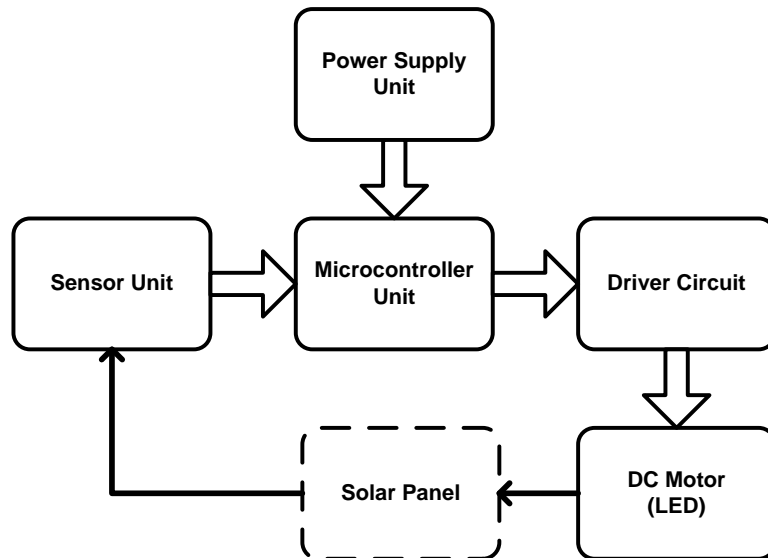 Power Supply
Unit
Sensor Unit
Microcontroller
Unit
Driver Circuit
Solar Panel
DC Motor
(LED)